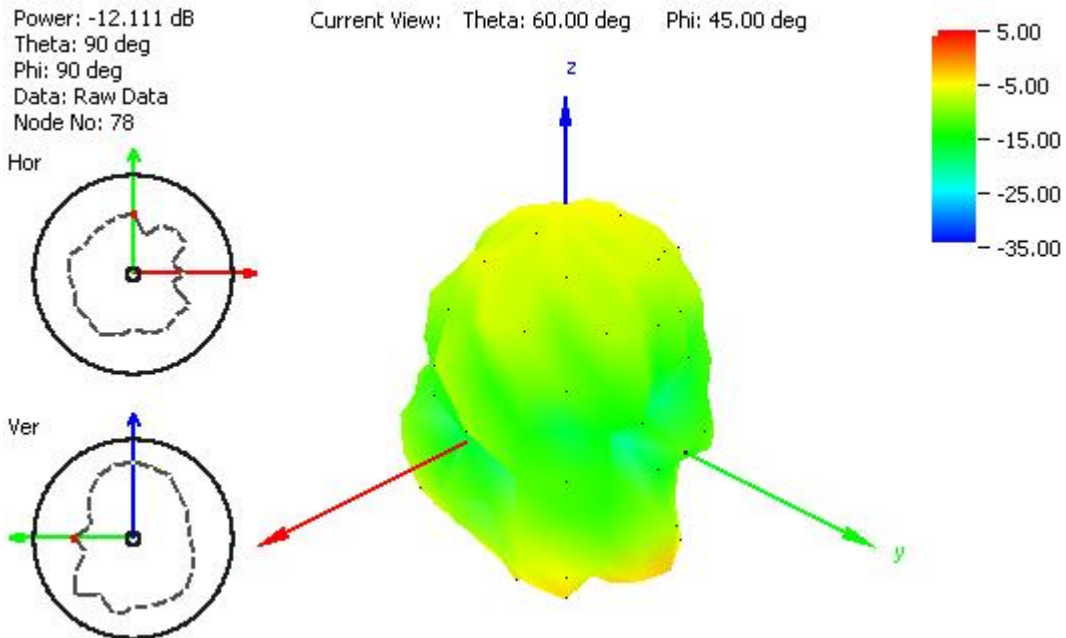 Power: -12.111 dB
Theta: 90 deg
Phi: 90 deg
Data: Raw Data
Node No: 78
Current View: Theta: 60.00 deg Phi: 45.00 deg
Hor
Ver
z
y
5.00
-5.00
-15.00
-25.00
-35.00